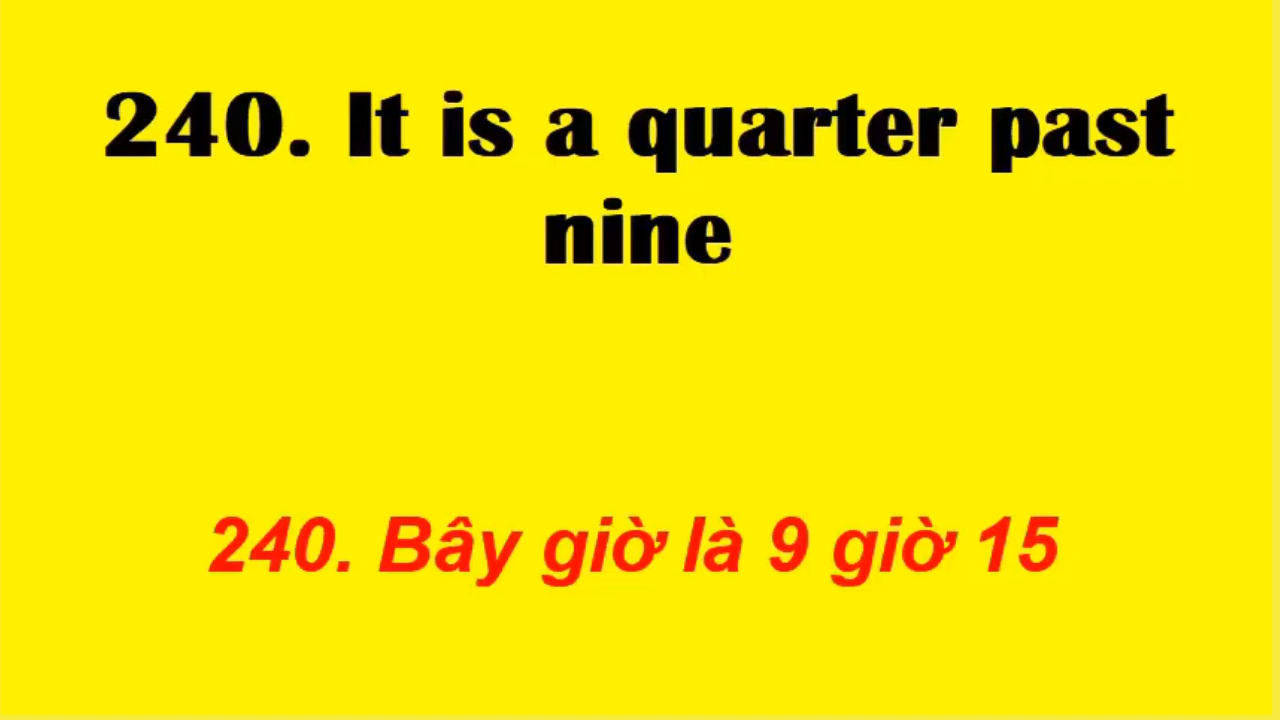 240. It is a quarter past
nine
240. Bây giờ là 9 giờ 15